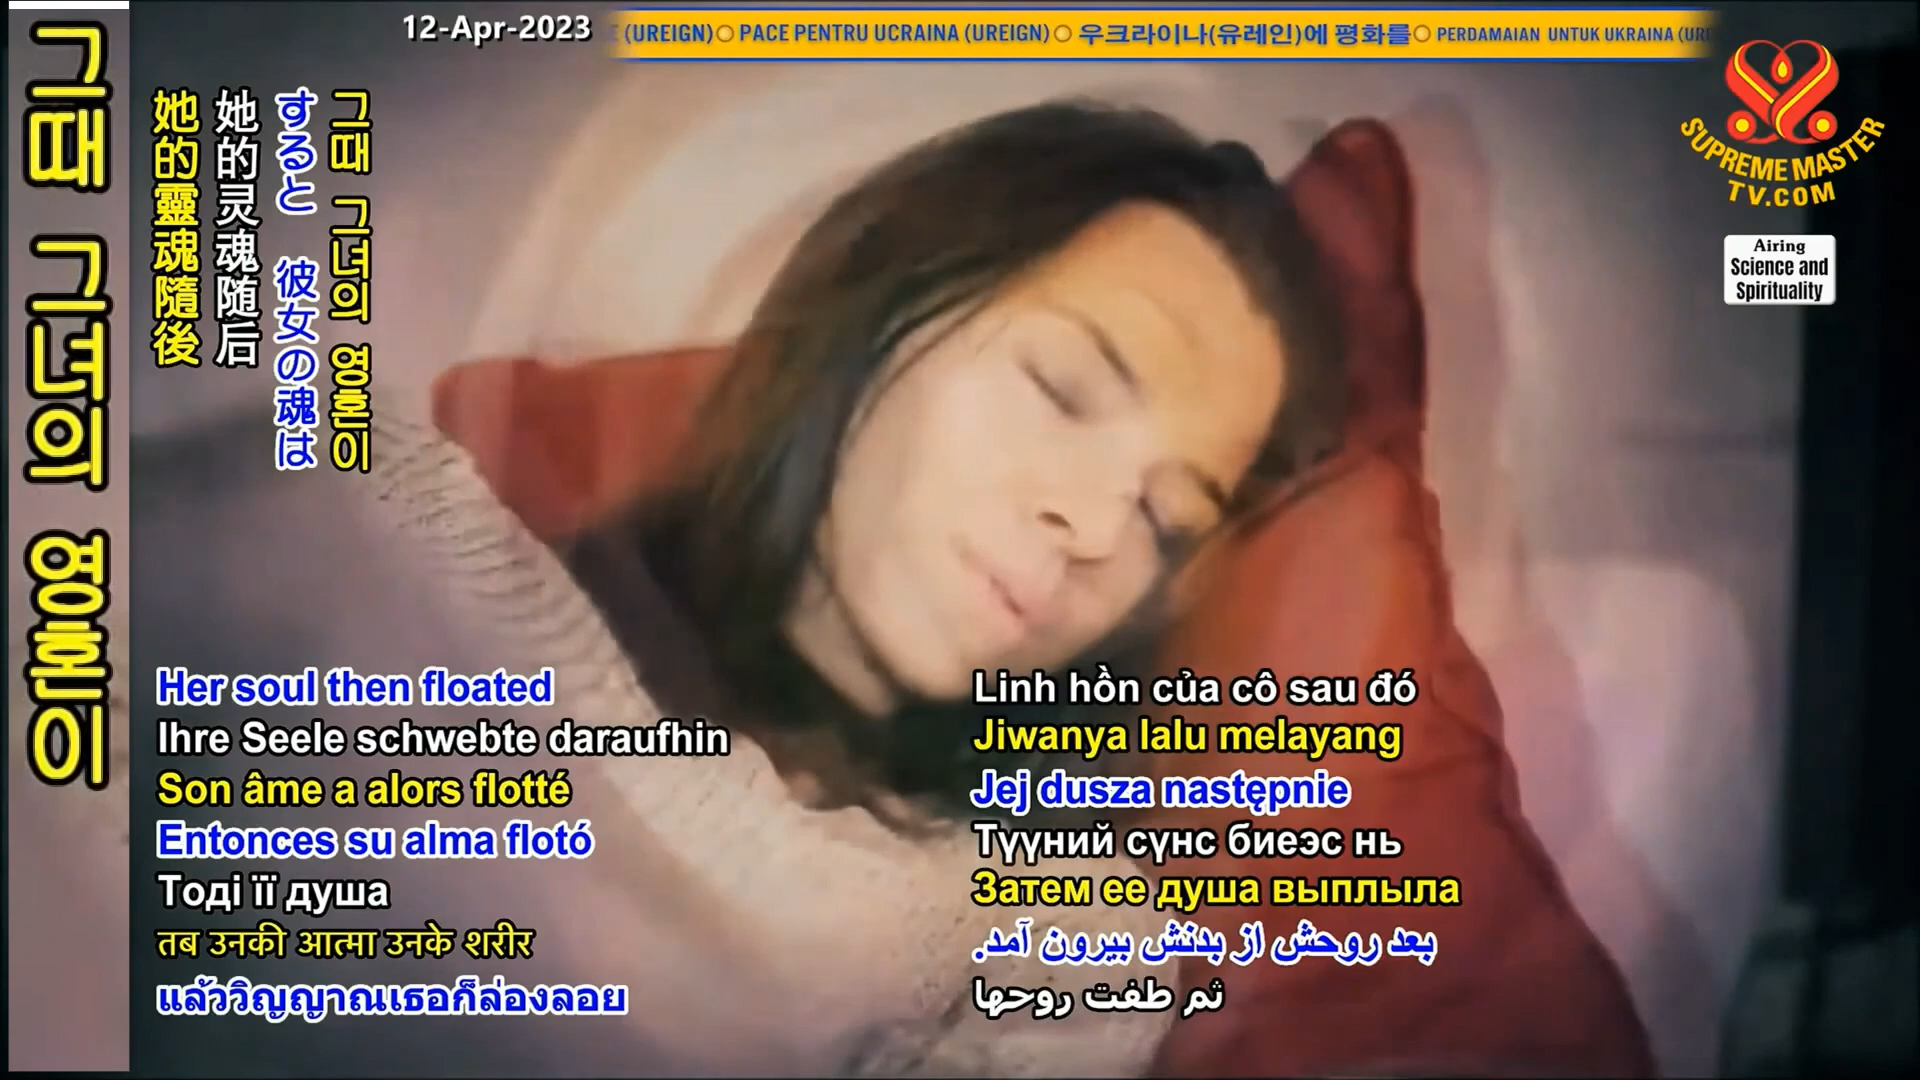 12-Apr-2023
(UREIGN) PACE PENTRU UCRAINA (UREIGN) 우크라이나(유레인)에 평화를 PERDAMAIAN UNTUK UKRAINA
SUPREME MASTER
TV.COM
Airing
Science and
Spirituality
그때 그녀의 영혼이
그때 그녀의 영혼이
すると 彼女の魂は
她的灵魂随后
她的靈魂隨後
Her soul then floated
Ihre Seele schwebte daraufhin
Son âme a alors flotté
Entonces su alma flotó
Тоді її душа
तब उनकी आत्मा उनके शरीर
แล้ววิญญาณเธอก็ล่องลอย
Linh hồn của cô sau đó
Jiwanya lalu melayang
Jej dusza następnie
Түүний сүнс биеэс нь
Затем ее душа выплыла
بعد روحش از بدنش بیرون آمد.
ثم طفت روحها